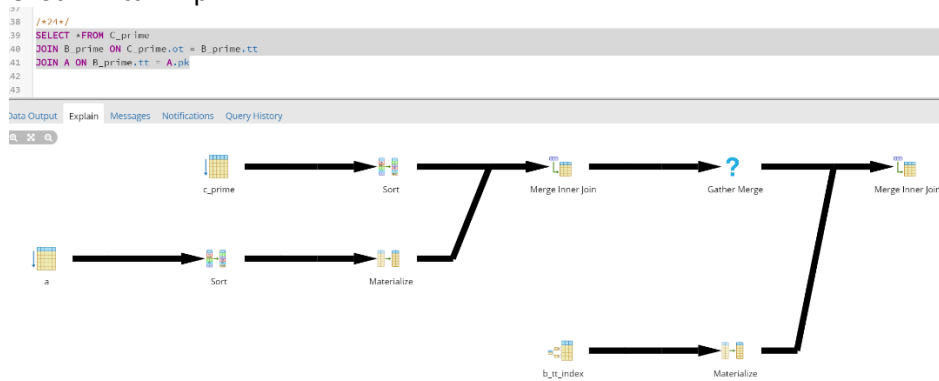 37
38 /*24*/
39 SELECT *FROM C_prime
40 JOIN B_prime ON C_prime.ot = B_prime.tt
41 JOIN A ON B_prime.tt = A.pk
42
43
Data Output Explain Messages Notifications Query History
c_prime
Sort
Merge Inner Join
?
Gather Merge
Merge Inner Join
a
Sort
Materialize
b_tt_index
Materialize